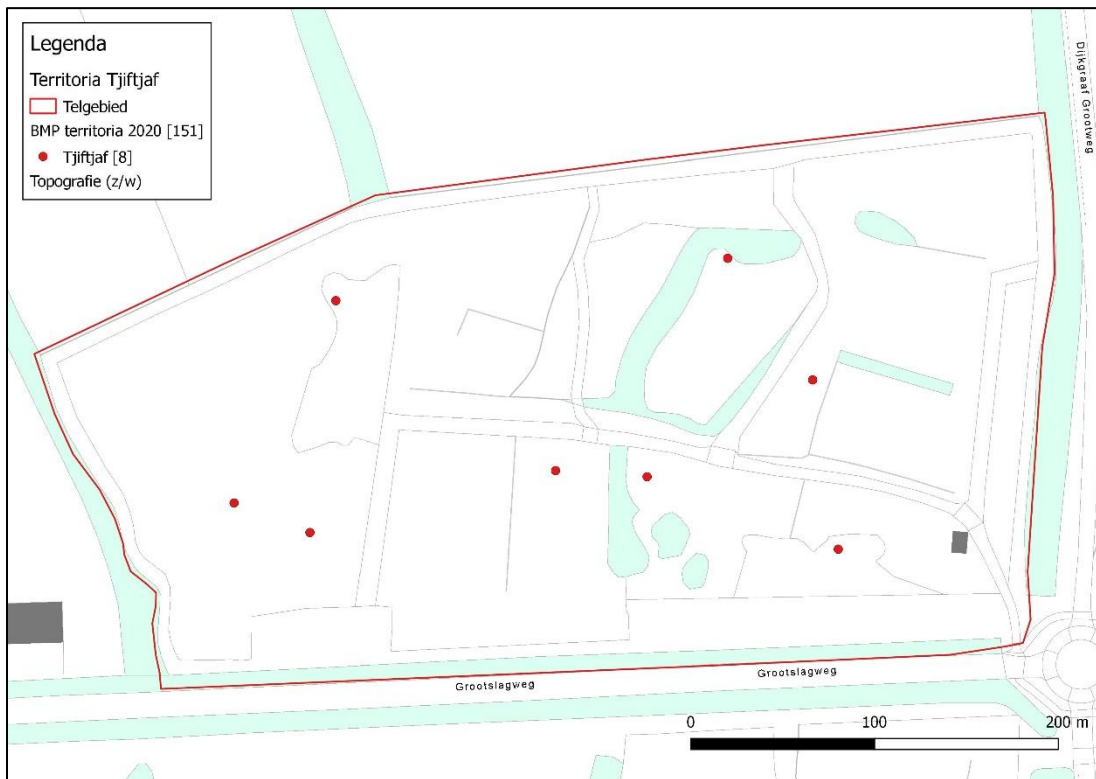 Legenda
Territoria Tjiftjaf
Telgebied
BMP territoria 2020 [151]
Tjiftjaf [8]
Topografie (z/w)
Dijkgraaf Grootweg
Grootslagweg
Grootslagweg
0 100 200 m